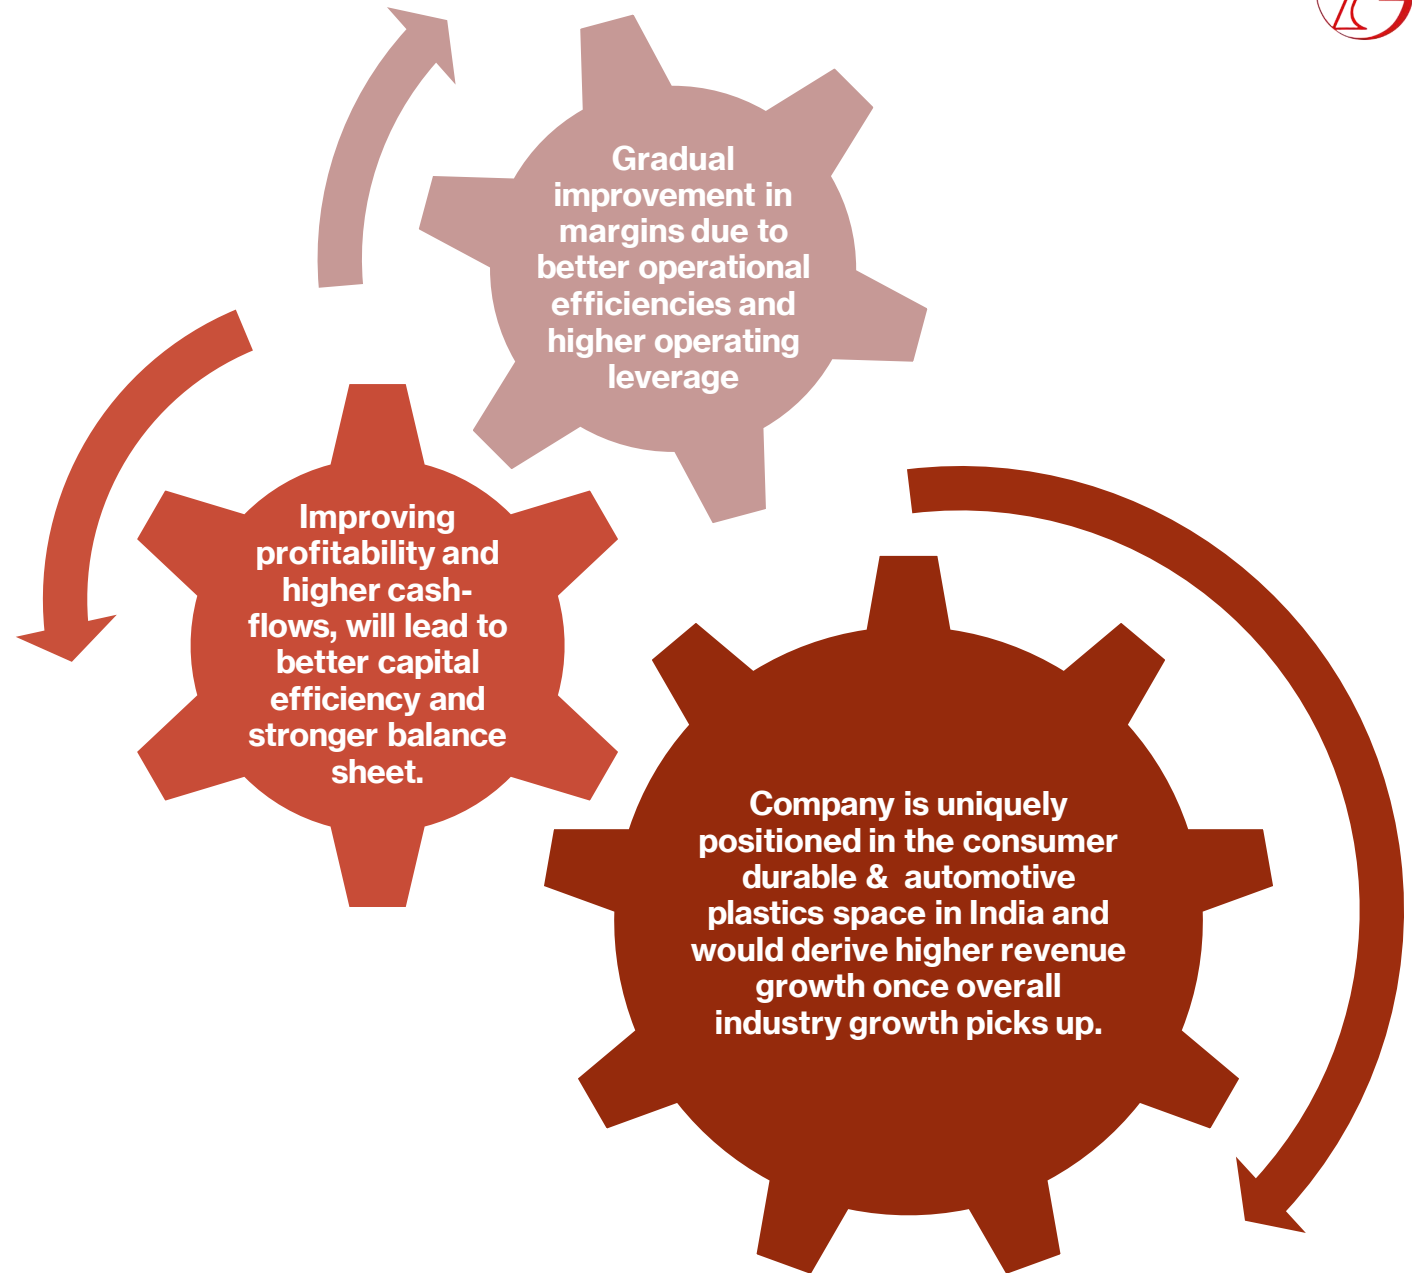 Gradual
improvement in
margins due to
better operational
efficiencies and
higher operating
leverage
Improving
profitability and
higher cash-
flows, will lead to
better capital
efficiency and
stronger balance
sheet.
Company is uniquely
positioned in the consumer
durable & automotive
plastics space in India and
would derive higher revenue
growth once overall
industry growth picks up.